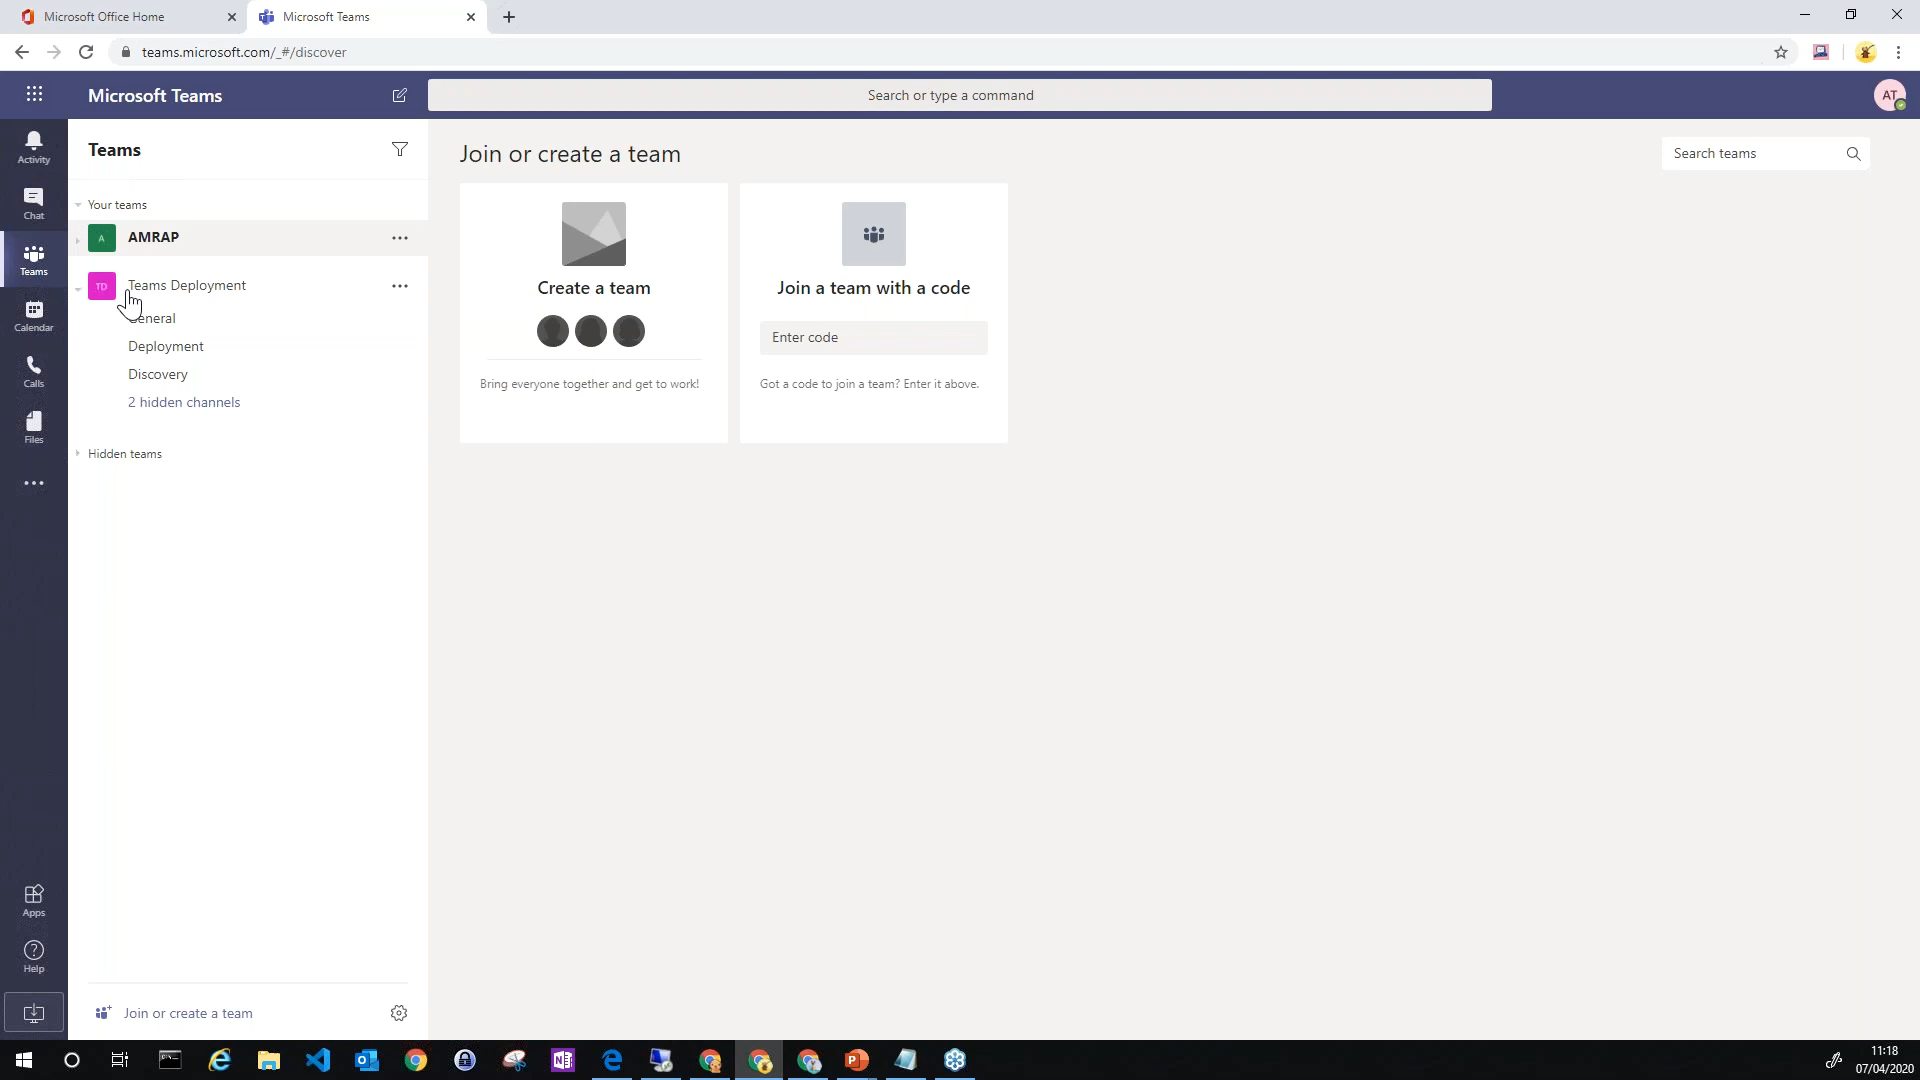 Microsoft Office Home
Microsoft Teams
teams.microsoft.com/_#/discover
Microsoft Teams
Search or type a command
AT
Activity
Chat
Teams
Calendar
Calls
Files
Apps
Help
Teams
Your teams
A
AMRAP
TD
Teams Deployment
General
Deployment
Discovery
2 hidden channels
Hidden teams
Join or create a team
Join or create a team
Search teams
Create a team
Bring everyone together and get to work!
Join a team with a code
Enter code
Got a code to join a team? Enter it above.
11:18
07/04/2020